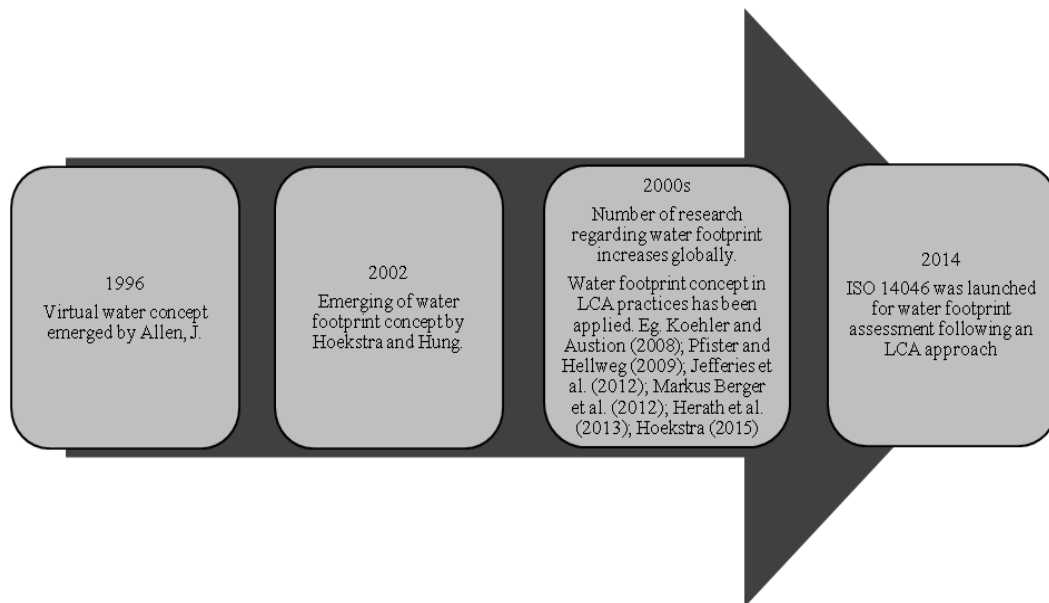 1996
Virtual water concept
emerged by Allen, J.
2002
Emerging of water
footprint concept by
Hoekstra and Hung.
2000s
Number of research
regarding water footprint
increases globally.
Water footprint concept in
LCA practices has been
applied. Eg. Koehler and
Austion (2008); Pfister and
Hellweg (2009); Jefferies et
al. (2012); Markus Berger
et al. (2012); Herath et al.
(2013); Hoekstra (2015)
2014
ISO 14046 was launched
for water footprint
assessment following an
LCA approach